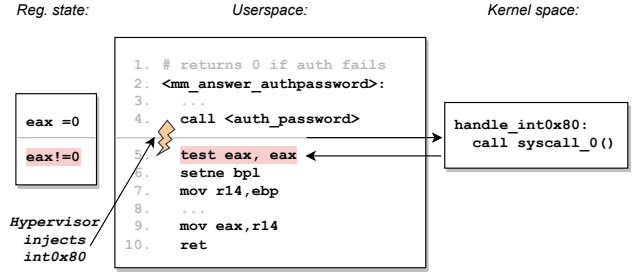 Reg. state:
Userspace:
Kernel space:
1. # returns 0 if auth fails
2. <mm_answer_authpassword>:
3. ...
4. call <auth_password>
5. test eax, eax
6. setne bpl
7. mov r14,ebp
8. ...
9. mov eax,r14
10. ret
eax =0
eax!=0
Hypervisor
injects
int0x80
handle_int0x80:
call syscall_0()